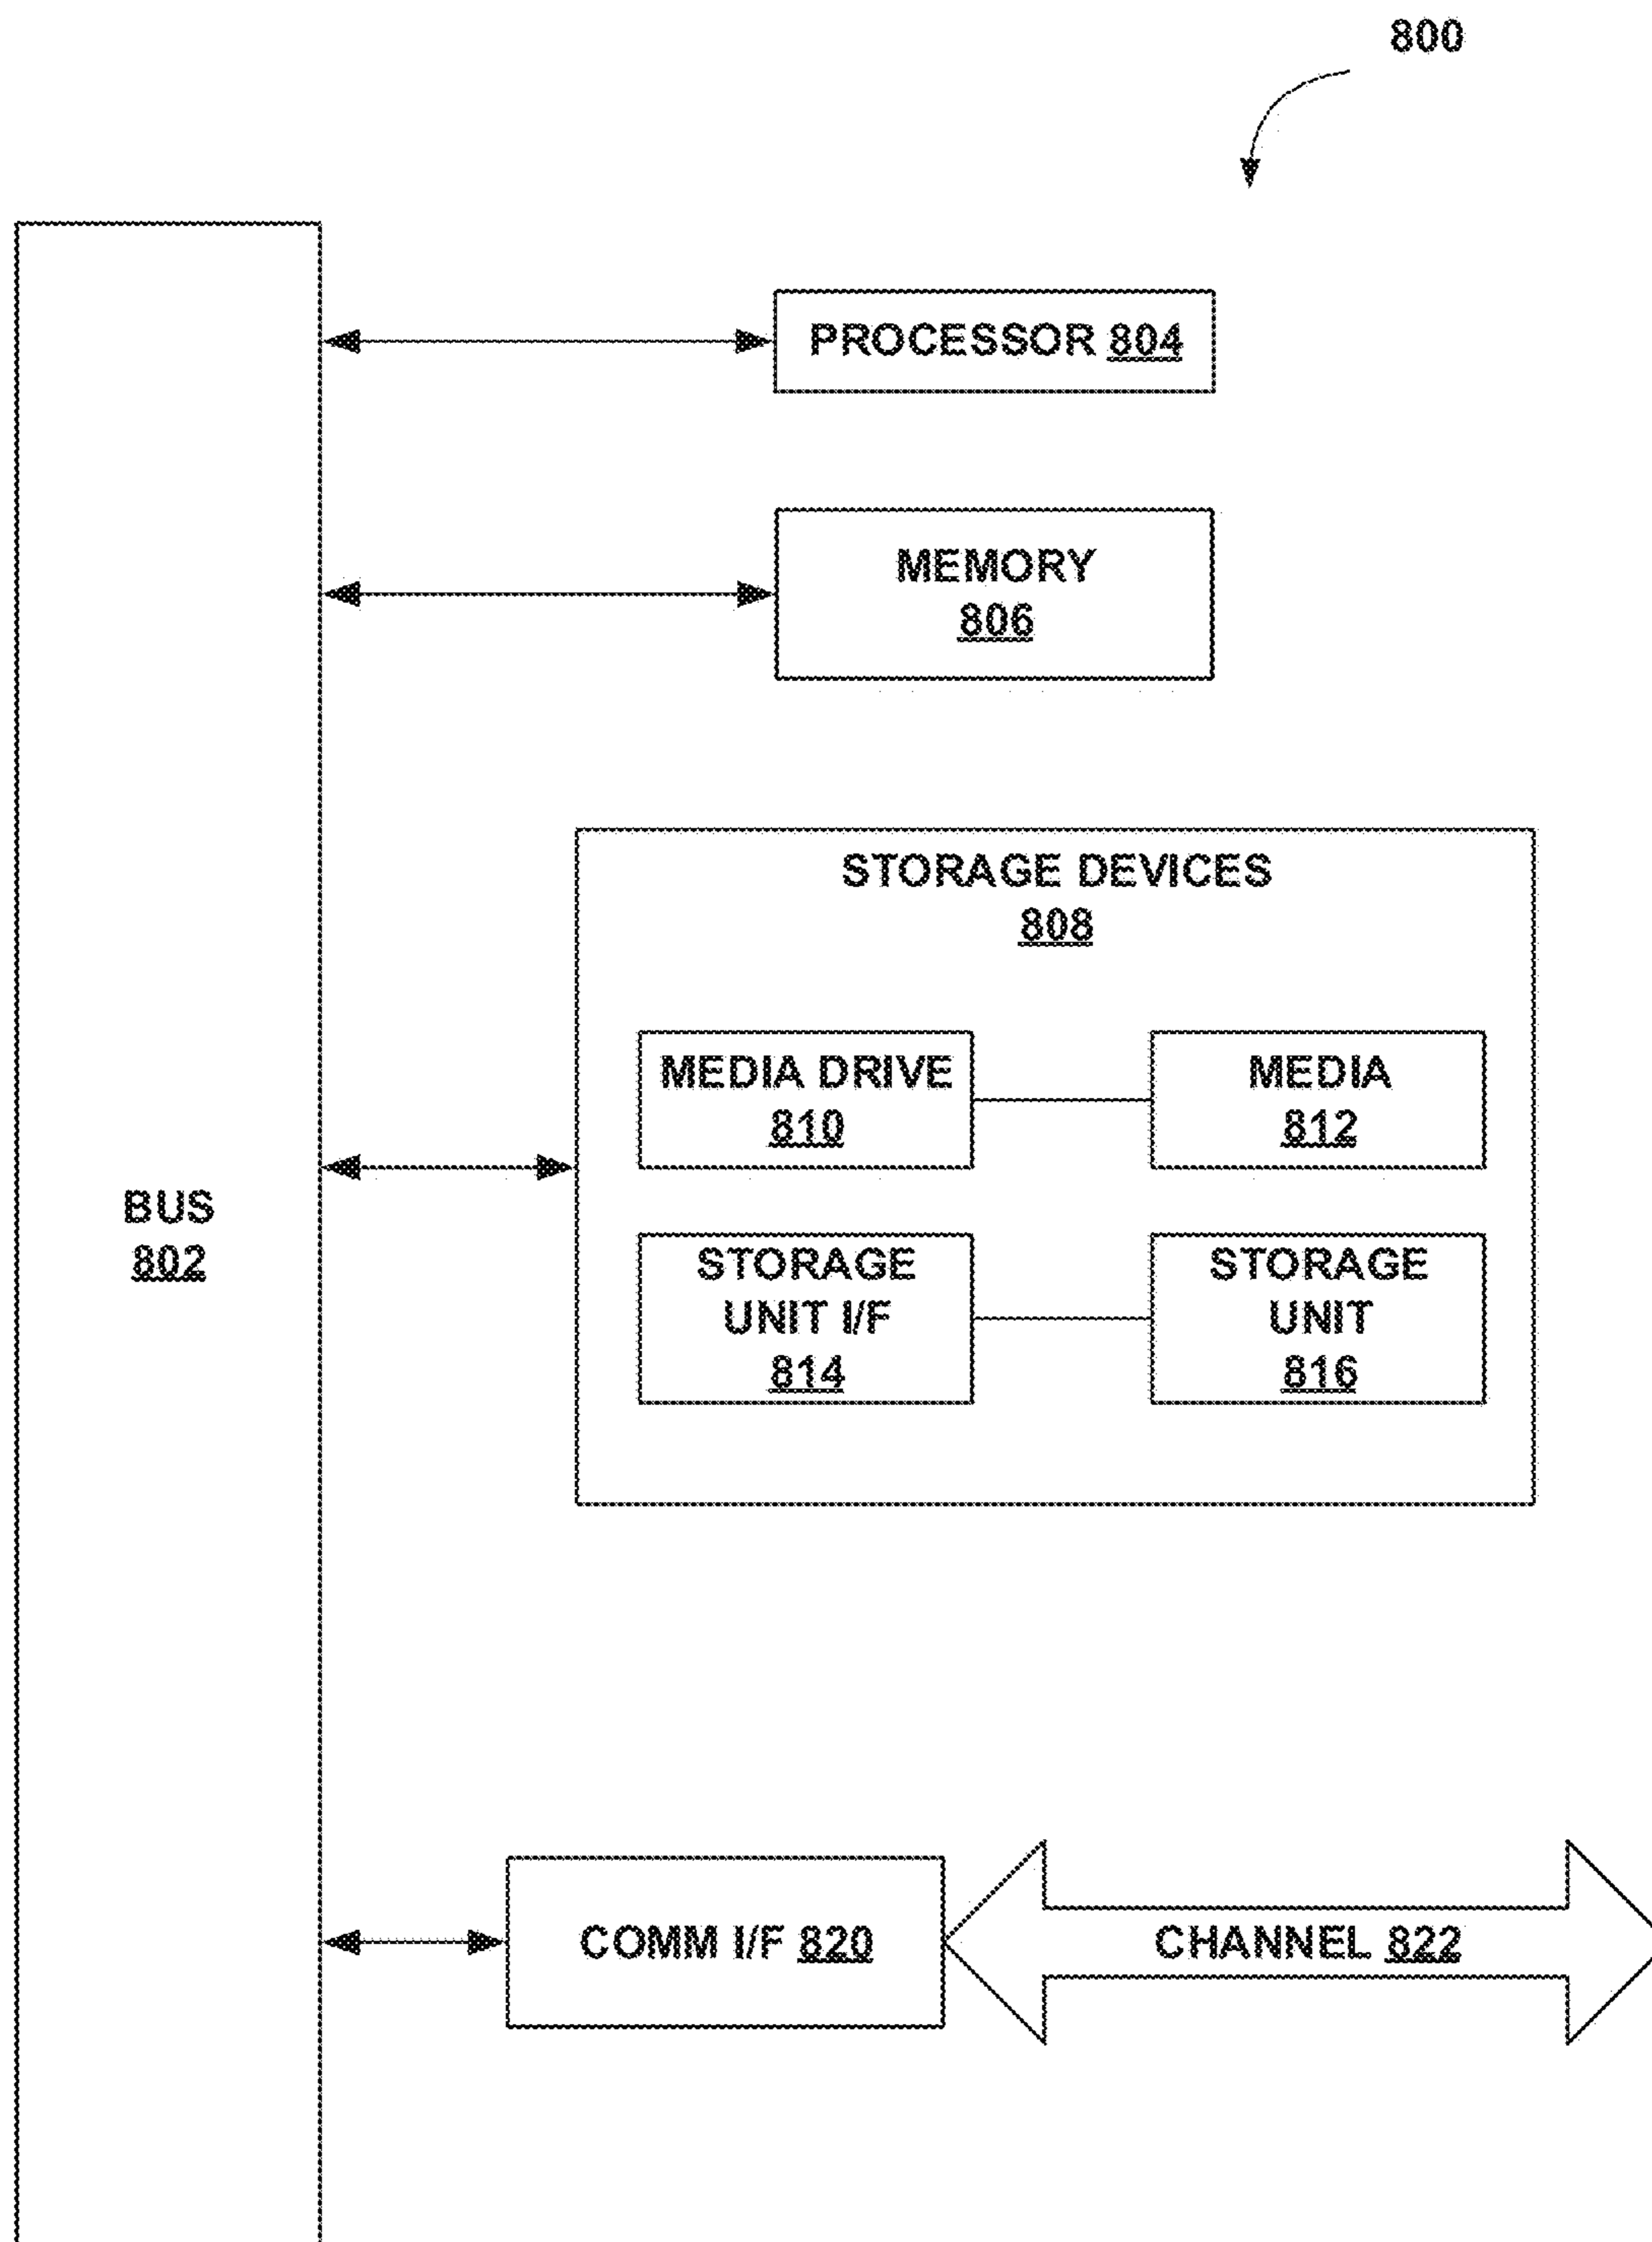 800
PROCESSOR 804
MEMORY
806
STORAGE DEVICES
808
MEDIA DRIVE
810
MEDIA
812
BUS
802
STORAGE
UNIT I/F
814
STORAGE
UNIT
816
COMM I/F 820
CHANNEL 822